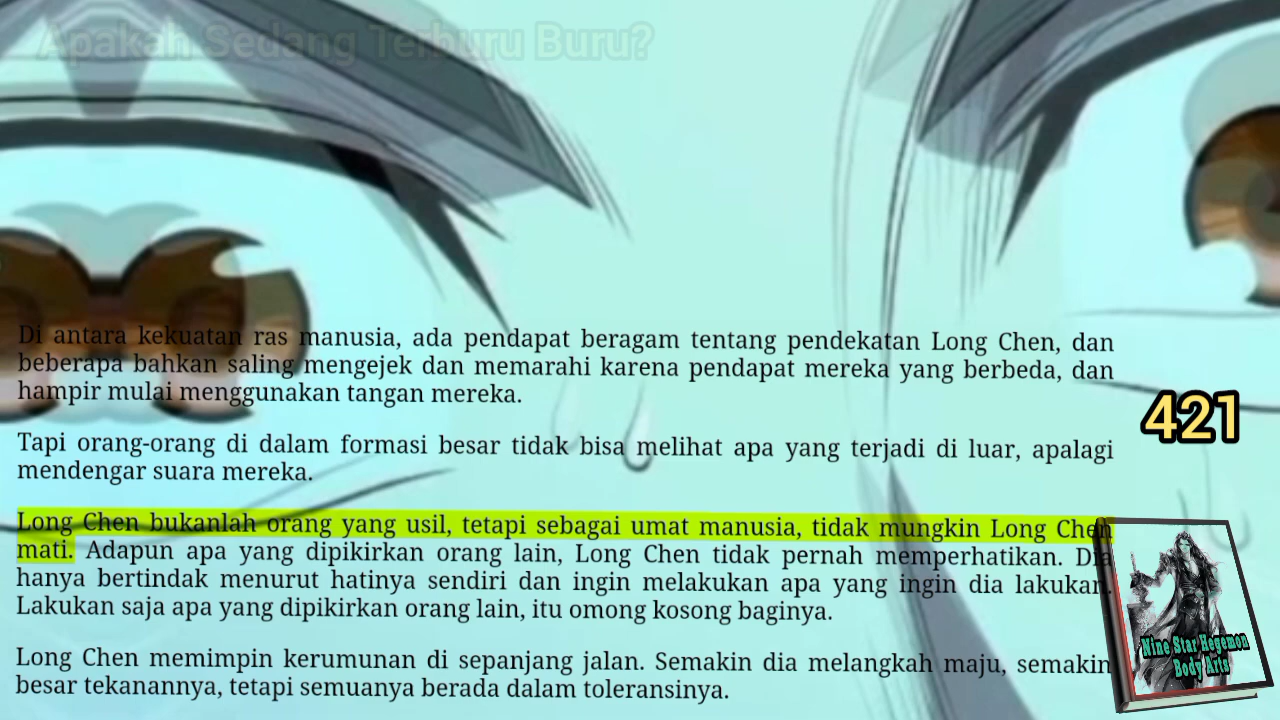 Apakah Sedang Terburu Buru?
Di antara kekuatan ras manusia, ada pendapat beragam tentang pendekatan Long Chen, dan
beberapa bahkan saling mengejek dan memarahi karena pendapat mereka yang berbeda, dan
hampir mulai menggunakan tangan mereka.
Tapi orang-orang di dalam formasi besar tidak bisa melihat apa yang terjadi di luar, apalagi
mendengar suara mereka.
Long Chen bukanlah orang yang usil, tetapi sebagai umat manusia, tidak mungkin Long Chen
mati. Adapun apa yang dipikirkan orang lain, Long Chen tidak pernah memperhatikan. Dia
hanya bertindak menurut hatinya sendiri dan ingin melakukan apa yang ingin dia lakukan.
Lakukan saja apa yang dipikirkan orang lain, itu omong kosong baginya.
Long Chen memimpin kerumunan di sepanjang jalan. Semakin dia melangkah maju, semakin
besar tekanannya, tetapi semuanya berada dalam toleransinya.
421
Nine Star Hegemon
Body Arts